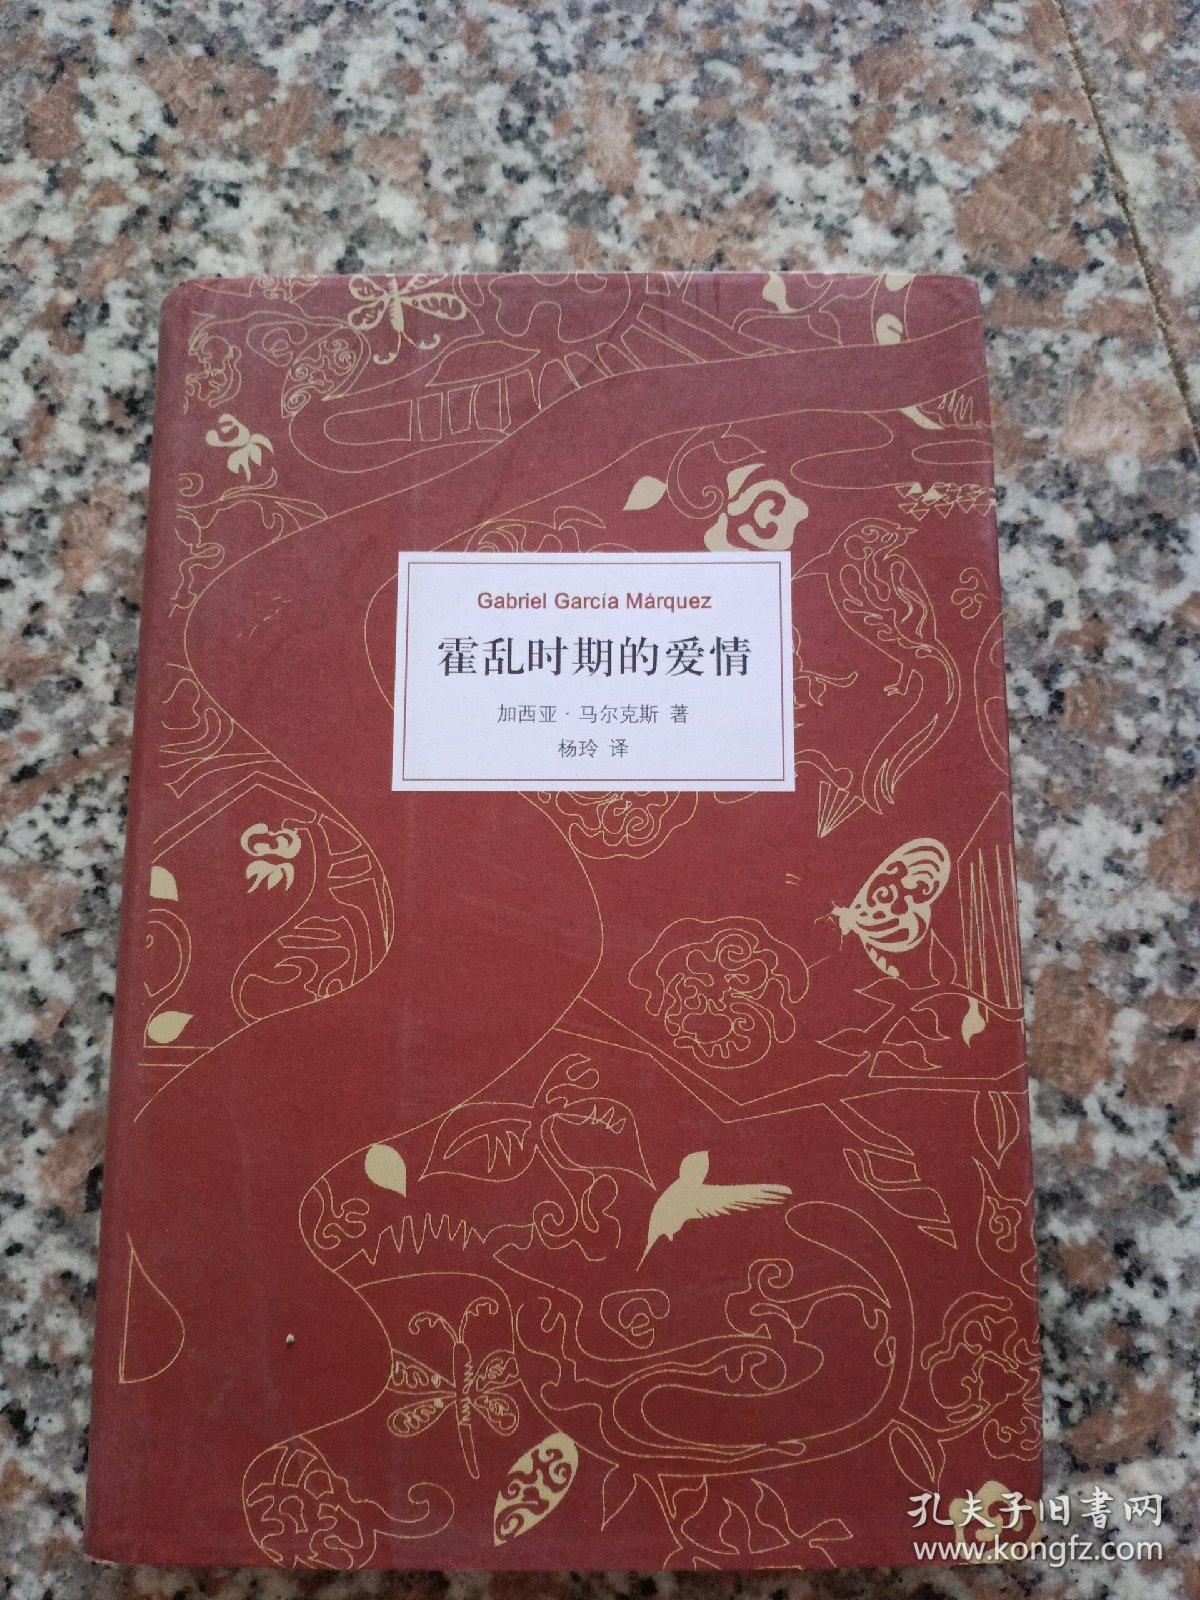 Gabriel García Márquez
霍乱时期的爱情
加西亚·马尔克斯 著
杨玲 译
孔夫子旧書网
www.kongfz.com